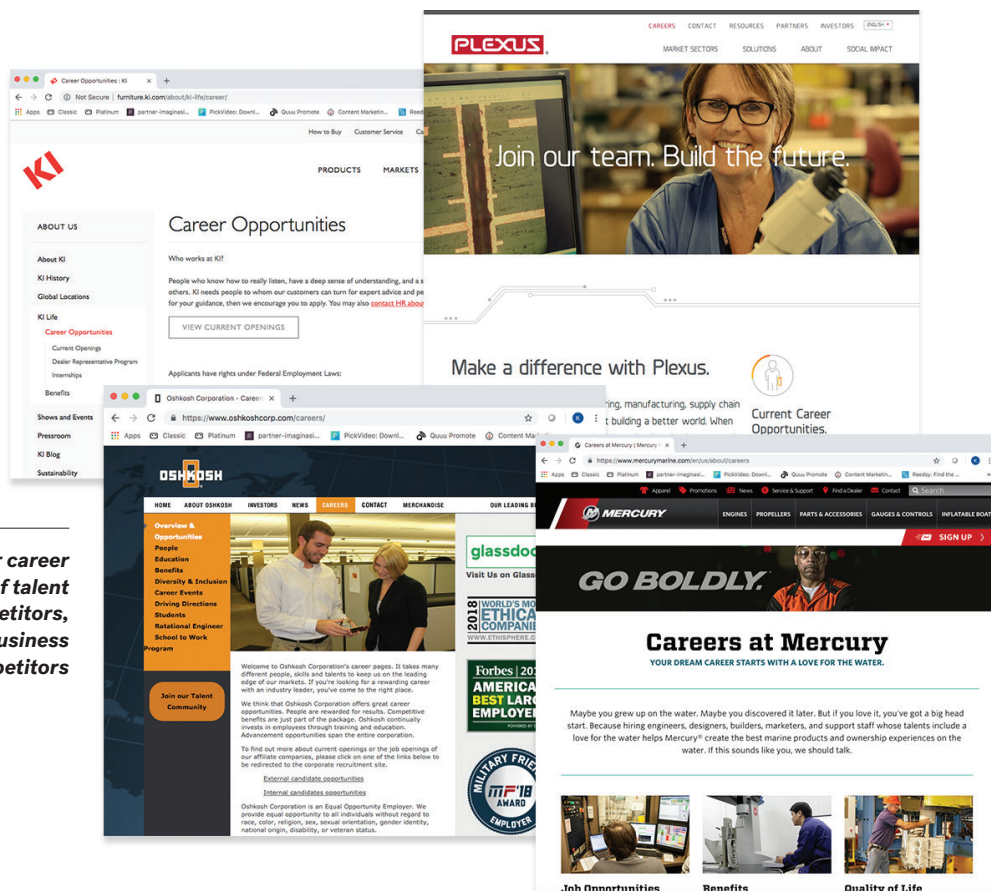 CAREERS CONTACT RESOURCES PARTNERS INVESTORS ENGLISH
PLEXUS
MARKET SECTORS SOLUTIONS ABOUT SOCIAL IMPACT
Join our team. Build the future.
Make a difference with Plexus.
ring, manufacturing, supply chain
t building a better world. When
Current Career
Opportunities.
Career Opportunities : KI
Not Secure | furniture.ki.com/about/ki-life/career/
Apps Classic Platinum partner-imaginasi... PickVideo: Downl... Quuu Promote Content Marketin... Reed
How to Buy Customer Service Ca
KI
PRODUCTS MARKETS
ABOUT US
About KI
KI History
Global Locations
KI Life
Career Opportunities
Current Openings
Dealer Representative Program
Internships
Benefits
Shows and Events
Pressroom
KI Blog
Sustainability
Career Opportunities
Who works at KI?
People who know how to really listen, have a deep sense of understanding, and a s
others. KI needs people to whom our customers can turn for expert advice and pe
for your guidance, then we encourage you to apply. You may also contact HR abou
VIEW CURRENT OPENINGS
Applicants have rights under Federal Employment Laws:
r career
f talent
petitors,
usiness
petitors
Oshkosh Corporation - Career
https://www.oshkoshcorp.com/careers/
Apps Classic Platinum partner-imaginasi... PickVideo: Downl... Quuu Promote Content Ma
OSHKOSH
HOME ABOUT OSHKOSH INVESTORS NEWS CAREERS CONTACT MERCHANDISE OUR LEADING B
Overview &
Opportunities
People
Education
Benefits
Diversity & Inclusion
Career Events
Driving Directions
Students
Rotational Engineer
School to Work
Program
Join our Talent
Community
Welcome to Oshkosh Corporation's career pages. It takes many
different people, skills and talents to keep us on the leading
edge of our markets. If you're looking for a rewarding career
with an industry leader, you've come to the right place.
We think that Oshkosh Corporation offers great career
opportunities. People are rewarded for results. Competitive
benefits are just part of the package. Oshkosh continually
invests in employees through training and education.
Advancement opportunities span the entire corporation.
To find out more about current openings or the job openings of
our affiliate companies, please click on one of the links below to
be redirected to the corporate recruitment site.
External candidate opportunities
Internal candidates opportunities
Oshkosh Corporation is an Equal Opportunity Employer. We
provide equal opportunity to all individuals without regard to
race, color, religion, sex, sexual orientation, gender identity,
national origin, disability, or veteran status.
glassdoo
Visit Us on Glass
2018 WORLD'S MO
ETHICA
COMPANIE
WWW.ETHISPHERE.C
Forbes | 201
AMERICA
BEST LARG
EMPLOYE
MILITARY FRIE
MF'18
AWARD
EMPLOYER
Careers at Mercury | Mercury
https://www.mercurymarine.com/en/us/about/careers
Apps Classic Platinum partner-imaginasi... PickVideo: Downl... Quuu Promote Content Marketin... Reedsy: Find the ...
Apparel Promotions News Service & Support Find a Dealer Contact Search
MERCURY
ENGINES PROPELLERS PARTS & ACCESSORIES GAUGES & CONTROLS INFLATABLE BOAT
SIGN UP
GO BOLDLY.
Careers at Mercury
YOUR DREAM CAREER STARTS WITH A LOVE FOR THE WATER.
Maybe you grew up on the water. Maybe you discovered it later. But if you love it, you've got a big head
start. Because hiring engineers, designers, builders, marketers, and support staff whose talents include a
love for the water helps Mercury® create the best marine products and ownership experiences on the
water. If this sounds like you, we should talk.
Job Opportunities Benefits Quality of Life